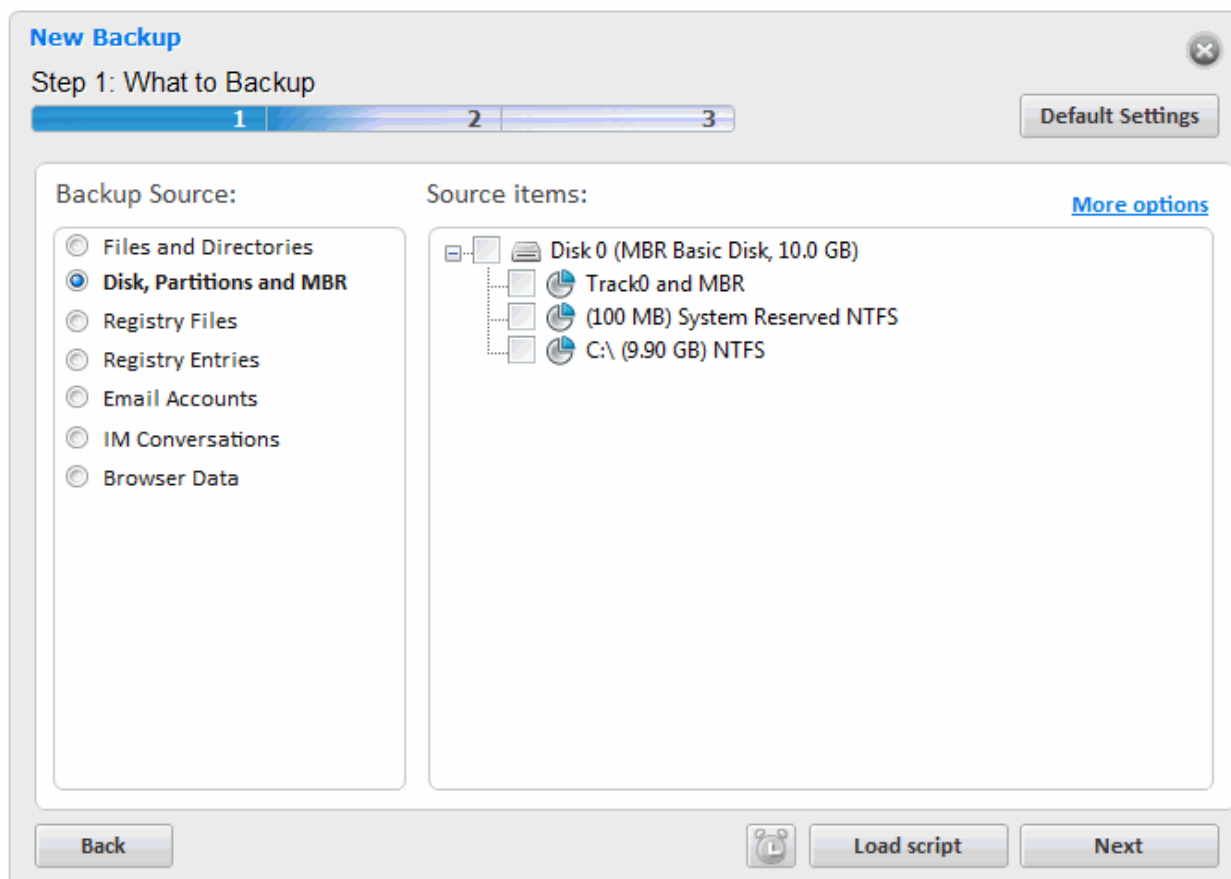 New Backup
Step 1: What to Backup
1 2 3
Default Settings
Backup Source:
Files and Directories
Disk, Partitions and MBR
Registry Files
Registry Entries
Email Accounts
IM Conversations
Browser Data
Source items:
More options
Disk 0 (MBR Basic Disk, 10.0 GB)
Track0 and MBR
(100 MB) System Reserved NTFS
C:\ (9.90 GB) NTFS
Back
Load script
Next